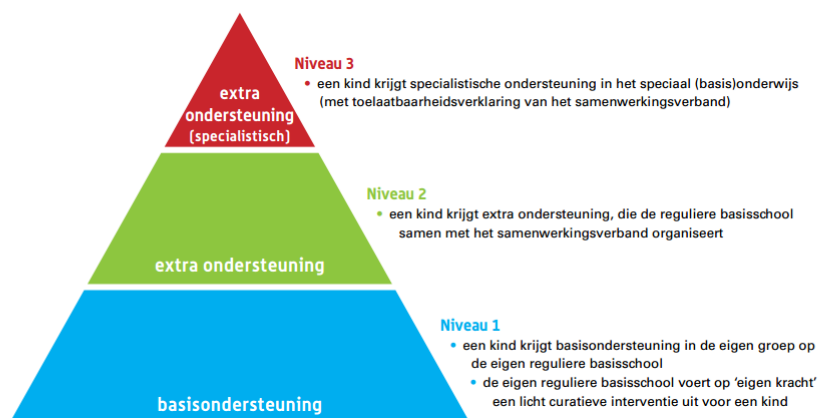 Niveau 3
• een kind krijgt specialistische ondersteuning in het speciaal (basis)onderwijs
(met toelaatbaarheidsverklaring van het samenwerkingsverband)
extra
ondersteuning
(specialistisch)
Niveau 2
• een kind krijgt extra ondersteuning, die de reguliere basisschool
samen met het samenwerkingsverband organiseert
extra ondersteuning
Niveau 1
• een kind krijgt basisondersteuning in de eigen groep op
de eigen reguliere basisschool
• de eigen reguliere basisschool voert op ‘eigen kracht’
een licht curatieve interventie uit voor een kind
basisondersteuning